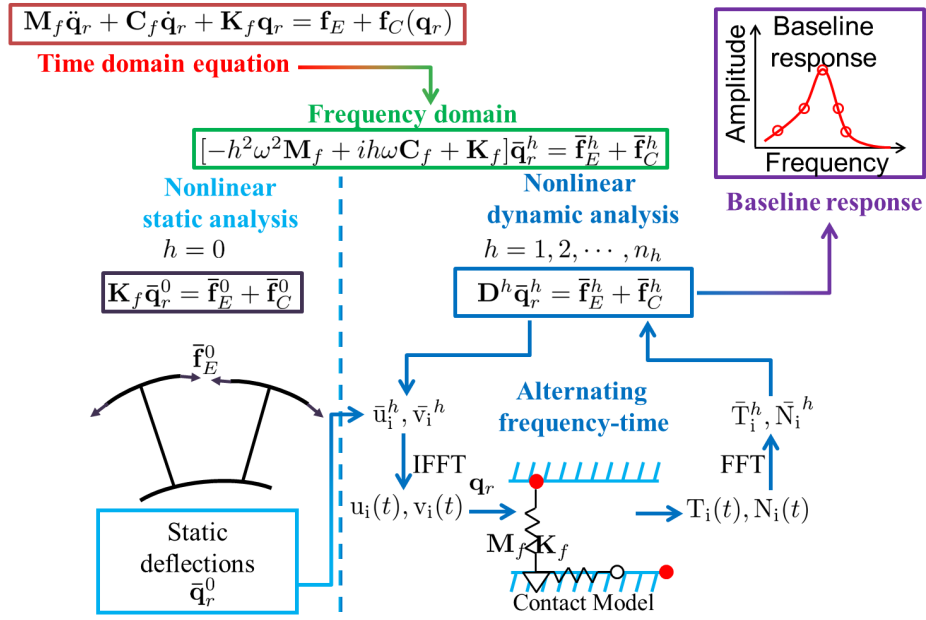 M_f q̈_r + C_f q̇_r + K_f q_r = f_E + f_C(q_r)
Time domain equation
Frequency domain
[−h²ω²M_f + ihωC_f + K_f]q̄_r^h = f̄_E^h + f̄_C^h
Baseline
response
Amplitude
Frequency
Baseline response
Nonlinear
static analysis
h = 0
K_f q̄_r^0 = f̄_E^0 + f̄_C^0
Nonlinear
dynamic analysis
h = 1, 2, ⋯ , n_h
D^h q̄_r^h = f̄_E^h + f̄_C^h
f̄_E^0
Alternating
frequency-time
ū_i^h, v̄_i^h
IFFT
u_i(t), v_i(t)
q_r
M_f
K_f
Contact Model
T_i(t), N_i(t)
FFT
T̄_i^h, N̄_i^h
Static
deflections
q̄_r^0